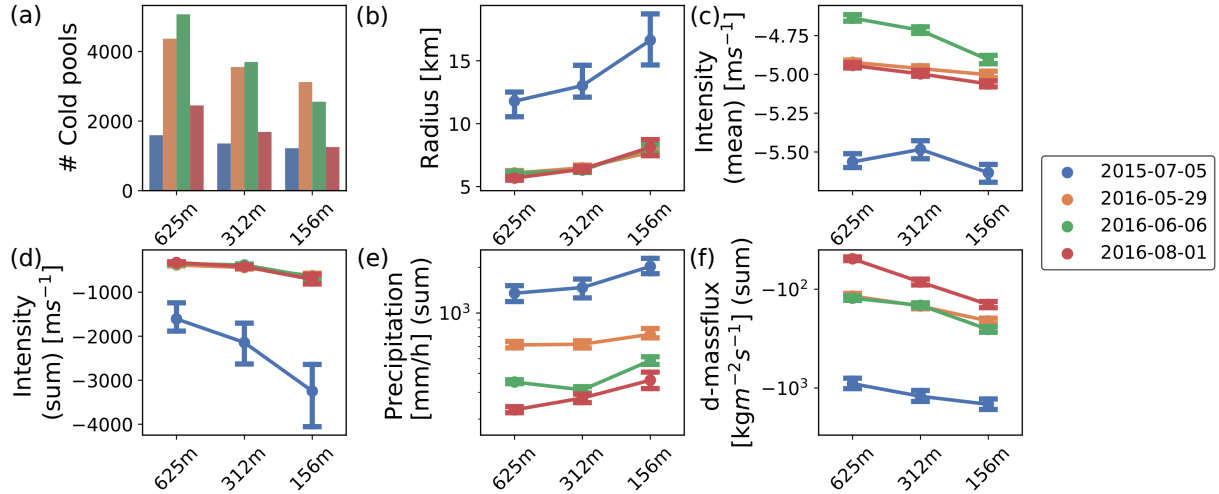 (a)
# Cold pools
4000
2000
0
625m
312m
156m
(b)
Radius [km]
15
10
5
625m
312m
156m
(c)
Intensity
(mean) [ms⁻¹]
−4.75
−5.00
−5.25
−5.50
625m
312m
156m
2015-07-05
2016-05-29
2016-06-06
2016-08-01
(d)
Intensity
(sum) [ms⁻¹]
−1000
−2000
−3000
−4000
625m
312m
156m
(e)
Precipitation
[mm/h] (sum)
10³
625m
312m
156m
(f)
d-massflux
[kgm⁻²s⁻¹] (sum)
−10²
−10³
625m
312m
156m